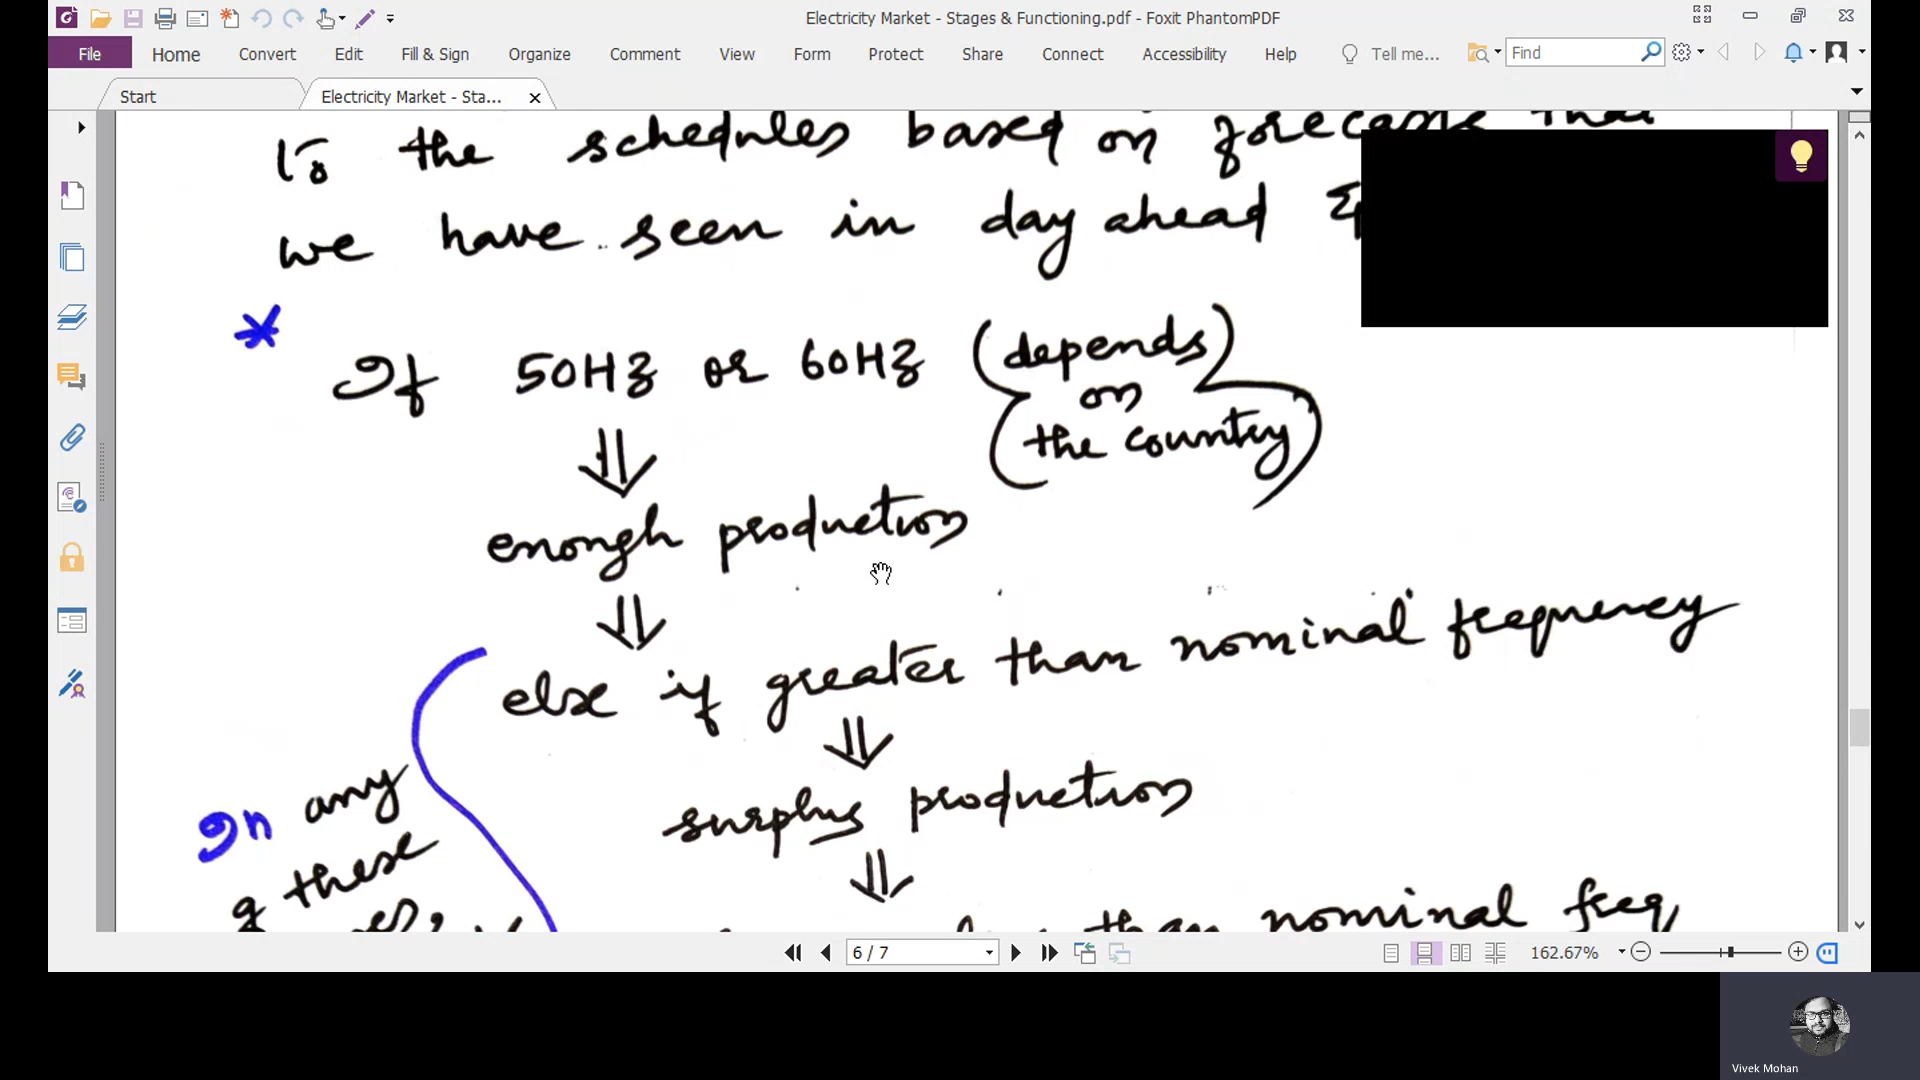 Electricity Market - Stages & Functioning.pdf - Foxit PhantomPDF
File Home Convert Edit Fill & Sign Organize Comment View Form Protect Share Connect Accessibility Help Tell me... Find
Start Electricity Market - Sta...
to the schedules based on forecasts that
we have seen in day ahead
* If 50Hz or 60Hz (depends
on
the country)
enough production
else if greater than nominal frequency
surplus production
In any
of these
than nominal freq
6 / 7 162.67%
Vivek Mohan